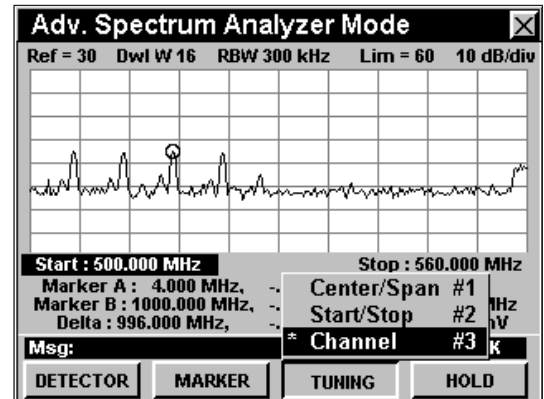 Adv. Spectrum Analyzer Mode
Ref = 30 Dwl W 16 RBW 300 kHz Lim = 60 10 dB/div
Start : 500.000 MHz Stop : 560.000 MHz
Marker A : 4.000 MHz, -.
Marker B : 1000.000 MHz, -. Hz
Delta : 996.000 MHz, -. V
Center/Span #1
Start/Stop #2
* Channel #3
Msg: K
DETECTOR MARKER TUNING HOLD